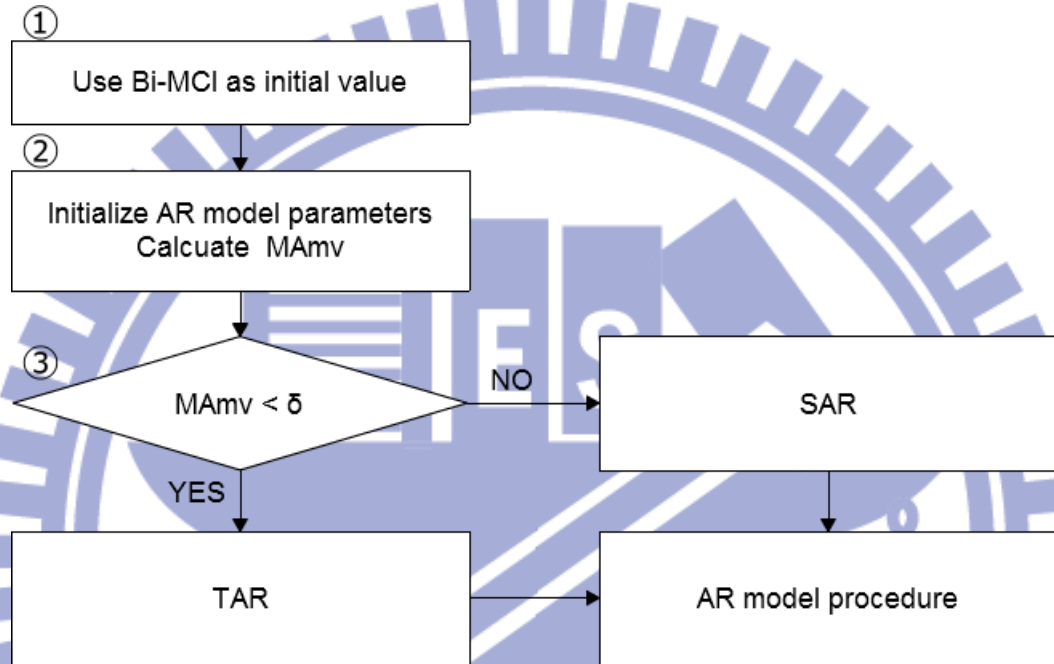 ①
Use Bi-MCI as initial value
②
Initialize AR model parameters
Calcuate MAmv
③
MAmv < δ
NO
SAR
YES
TAR
AR model procedure
E S